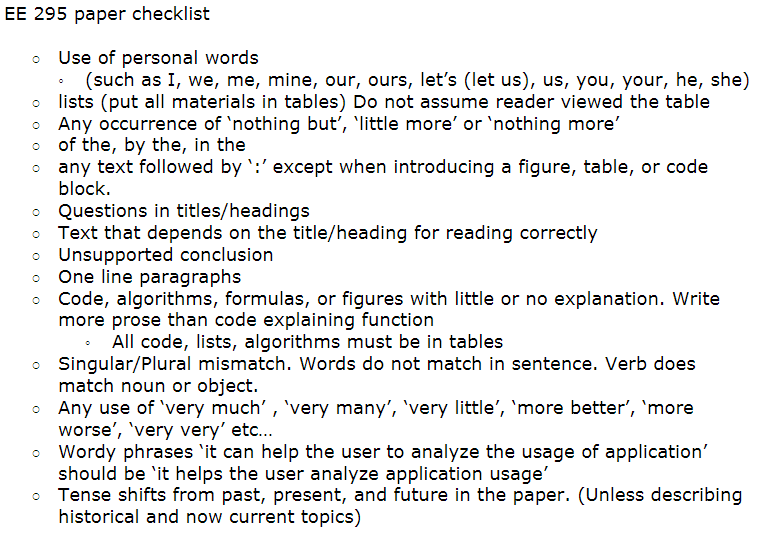 EE 295 paper checklist
○ Use of personal words
◦ (such as I, we, me, mine, our, ours, let’s (let us), us, you, your, he, she)
○ lists (put all materials in tables) Do not assume reader viewed the table
○ Any occurrence of ‘nothing but’, ‘little more’ or ‘nothing more’
○ of the, by the, in the
○ any text followed by ‘:’ except when introducing a figure, table, or code
block.
○ Questions in titles/headings
○ Text that depends on the title/heading for reading correctly
○ Unsupported conclusion
○ One line paragraphs
○ Code, algorithms, formulas, or figures with little or no explanation. Write
more prose than code explaining function
◦ All code, lists, algorithms must be in tables
○ Singular/Plural mismatch. Words do not match in sentence. Verb does
match noun or object.
○ Any use of ‘very much’ , ‘very many’, ‘very little’, ‘more better’, ‘more
worse’, ‘very very’ etc…
○ Wordy phrases ‘it can help the user to analyze the usage of application’
should be ‘it helps the user analyze application usage’
○ Tense shifts from past, present, and future in the paper. (Unless describing
historical and now current topics)